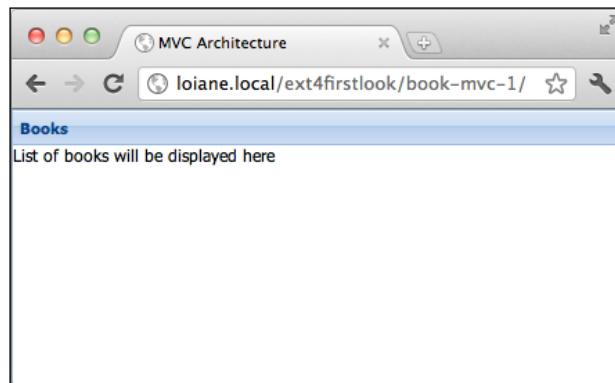 MVC Architecture
loiane.local/ext4firstlook/book-mvc-1/
Books
List of books will be displayed here